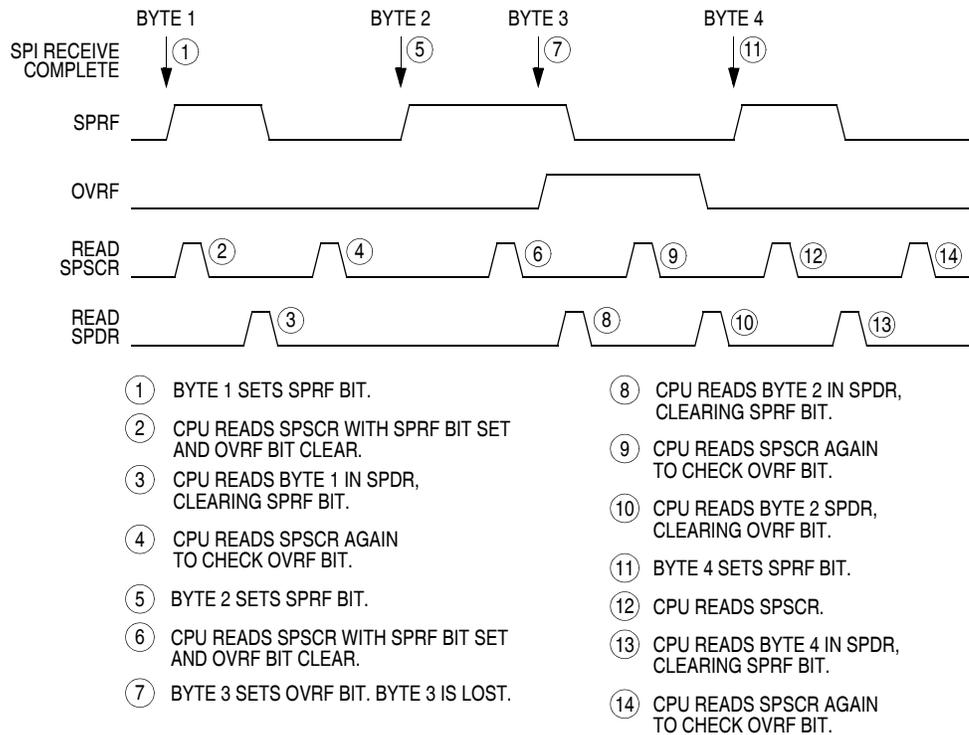 BYTE 1 BYTE 2 BYTE 3 BYTE 4
SPI RECEIVE
COMPLETE
1 5 7 11
SPRF
OVRF
READ
SPSCR
2 4 6 9 12 14
READ
SPDR
3 8 10 13
1 BYTE 1 SETS SPRF BIT.
2 CPU READS SPSCR WITH SPRF BIT SET
AND OVRF BIT CLEAR.
3 CPU READS BYTE 1 IN SPDR,
CLEARING SPRF BIT.
4 CPU READS SPSCR AGAIN
TO CHECK OVRF BIT.
5 BYTE 2 SETS SPRF BIT.
6 CPU READS SPSCR WITH SPRF BIT SET
AND OVRF BIT CLEAR.
7 BYTE 3 SETS OVRF BIT. BYTE 3 IS LOST.
8 CPU READS BYTE 2 IN SPDR,
CLEARING SPRF BIT.
9 CPU READS SPSCR AGAIN
TO CHECK OVRF BIT.
10 CPU READS BYTE 2 SPDR,
CLEARING OVRF BIT.
11 BYTE 4 SETS SPRF BIT.
12 CPU READS SPSCR.
13 CPU READS BYTE 4 IN SPDR,
CLEARING SPRF BIT.
14 CPU READS SPSCR AGAIN
TO CHECK OVRF BIT.